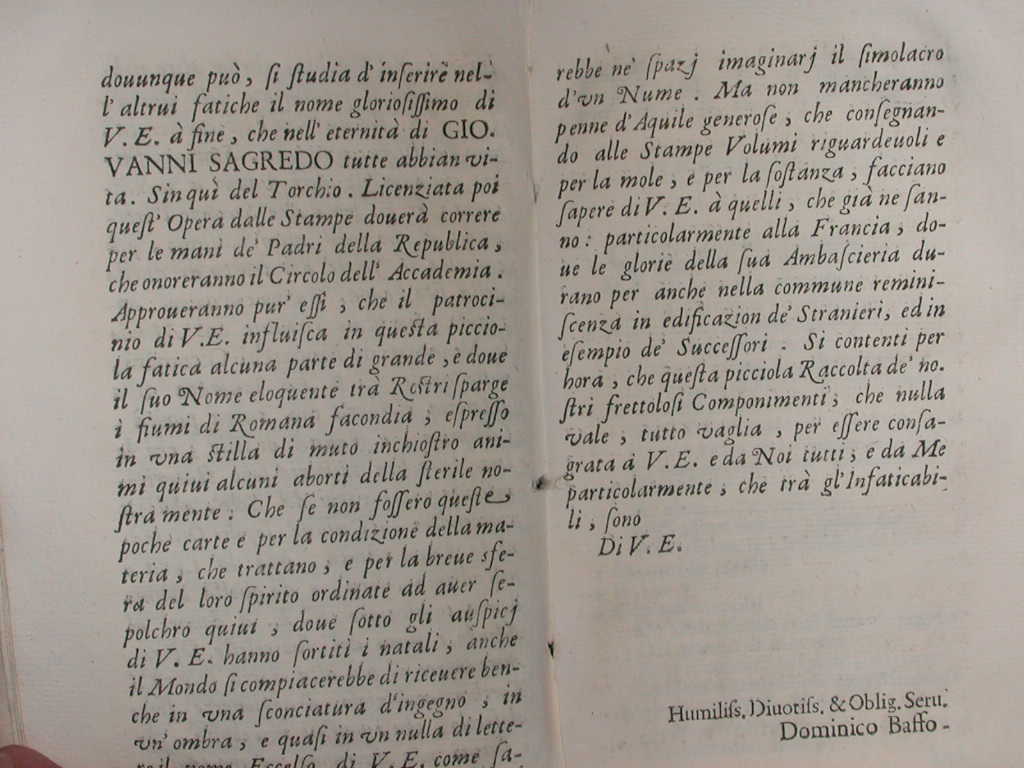 douunque può, ſi ſtudia d'inſerire nel-
l'altrui fatiche il nome glorioſiſſimo di
V. E. à fine, che nell'eternità di GIO.
VANNI SAGREDO tutte abbian vi-
ta. Sin quì del Torchio. Licenziata poi
queſt' Opera dalle Stampe douerà correre
per le mani de' Padri della Republica,
che onoreranno il Circolo dell' Accademia.
Approueranno pur' eſſi, che il patroci-
nio di V.E. influiſca in queſta piccio-
la fatica alcuna parte di grande, e doue
il ſuo Nome eloquente trà Roſtri ſparge
i fiumi di Romana facondia, eſpreſſo
in vna ſtilla di muto inchioſtro ani-
mi quiui alcuni aborti della ſterile no-
ſtra mente. Che ſe non foſſero queſte
poche carte e per la condizione della ma-
teria, che trattano, e per la breue sfe-
ra del loro ſpirito ordinate ad auer ſe-
polchro quiui, doue ſotto gli auſpicj
di V. E. hanno ſortiti i natali, anche
il Mondo ſi compiacerebbe di riceuere ben-
che in vna ſconciatura d'ingegno, in
vn' ombra, e quaſi in vn nulla di lette-
re il nome Eccelſo di V. E. come ſa-
rebbe nè ſpazj imaginarj il ſimolacro
d'vn Nume. Ma non mancheranno
penne d'Aquile generoſe, che conſegnan-
do alle Stampe Volumi riguardeuoli e
per la mole, e per la ſoſtanza, facciano
ſapere di V. E. à quelli, che già ne ſan-
no: particolarmente alla Francia, do-
ue le glorie della ſua Ambaſcieria du-
rano per anche nella commune remini-
ſcenza in edificazion de' Stranieri, ed in
eſempio de' Succeſſori. Si contenti per
hora, che queſta picciola Raccolta de' no.
ſtri frettoloſi Componimenti, che nulla
vale, tutto vaglia, per eſſere conſa-
grata à V. E. e da Noi tutti, e da Me
particolarmente, che trà gl'Infaticabi-
li, ſono
Di V. E.
Humiliſs. Diuotiſs. & Oblig. Seru.
Dominico Baffo